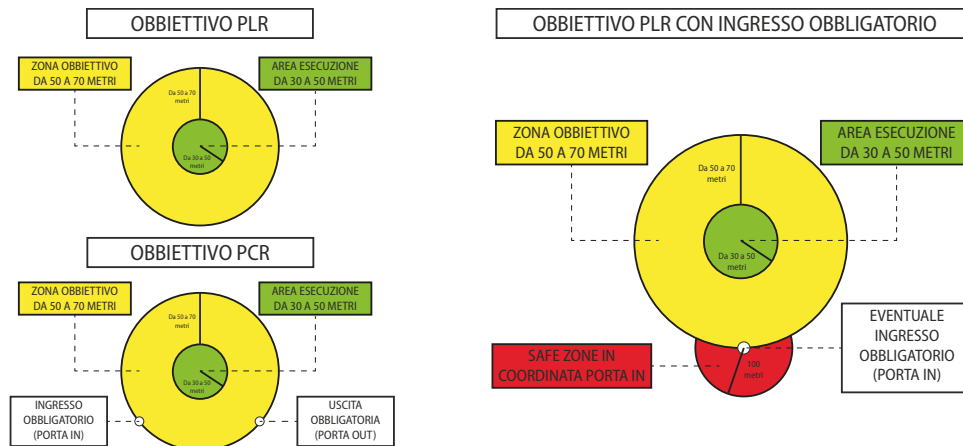 OBBIETTIVO PLR
ZONA OBBIETTIVO
DA 50 A 70 METRI
AREA ESECUZIONE
DA 30 A 50 METRI
Da 50 a 70
metri
Da 30 a 50
metri
OBBIETTIVO PCR
ZONA OBBIETTIVO
DA 50 A 70 METRI
AREA ESECUZIONE
DA 30 A 50 METRI
Da 50 a 70
metri
Da 30 a 50
metri
INGRESSO
OBBLIGATORIO
(PORTA IN)
USCITA
OBBLIGATORIA
(PORTA OUT)
OBBIETTIVO PLR CON INGRESSO OBBLIGATORIO
ZONA OBBIETTIVO
DA 50 A 70 METRI
AREA ESECUZIONE
DA 30 A 50 METRI
Da 50 a 70
metri
Da 30 a 50
metri
SAFE ZONE IN
COORDINATA PORTA IN
100
metri
EVENTUALE
INGRESSO
OBBLIGATORIO
(PORTA IN)